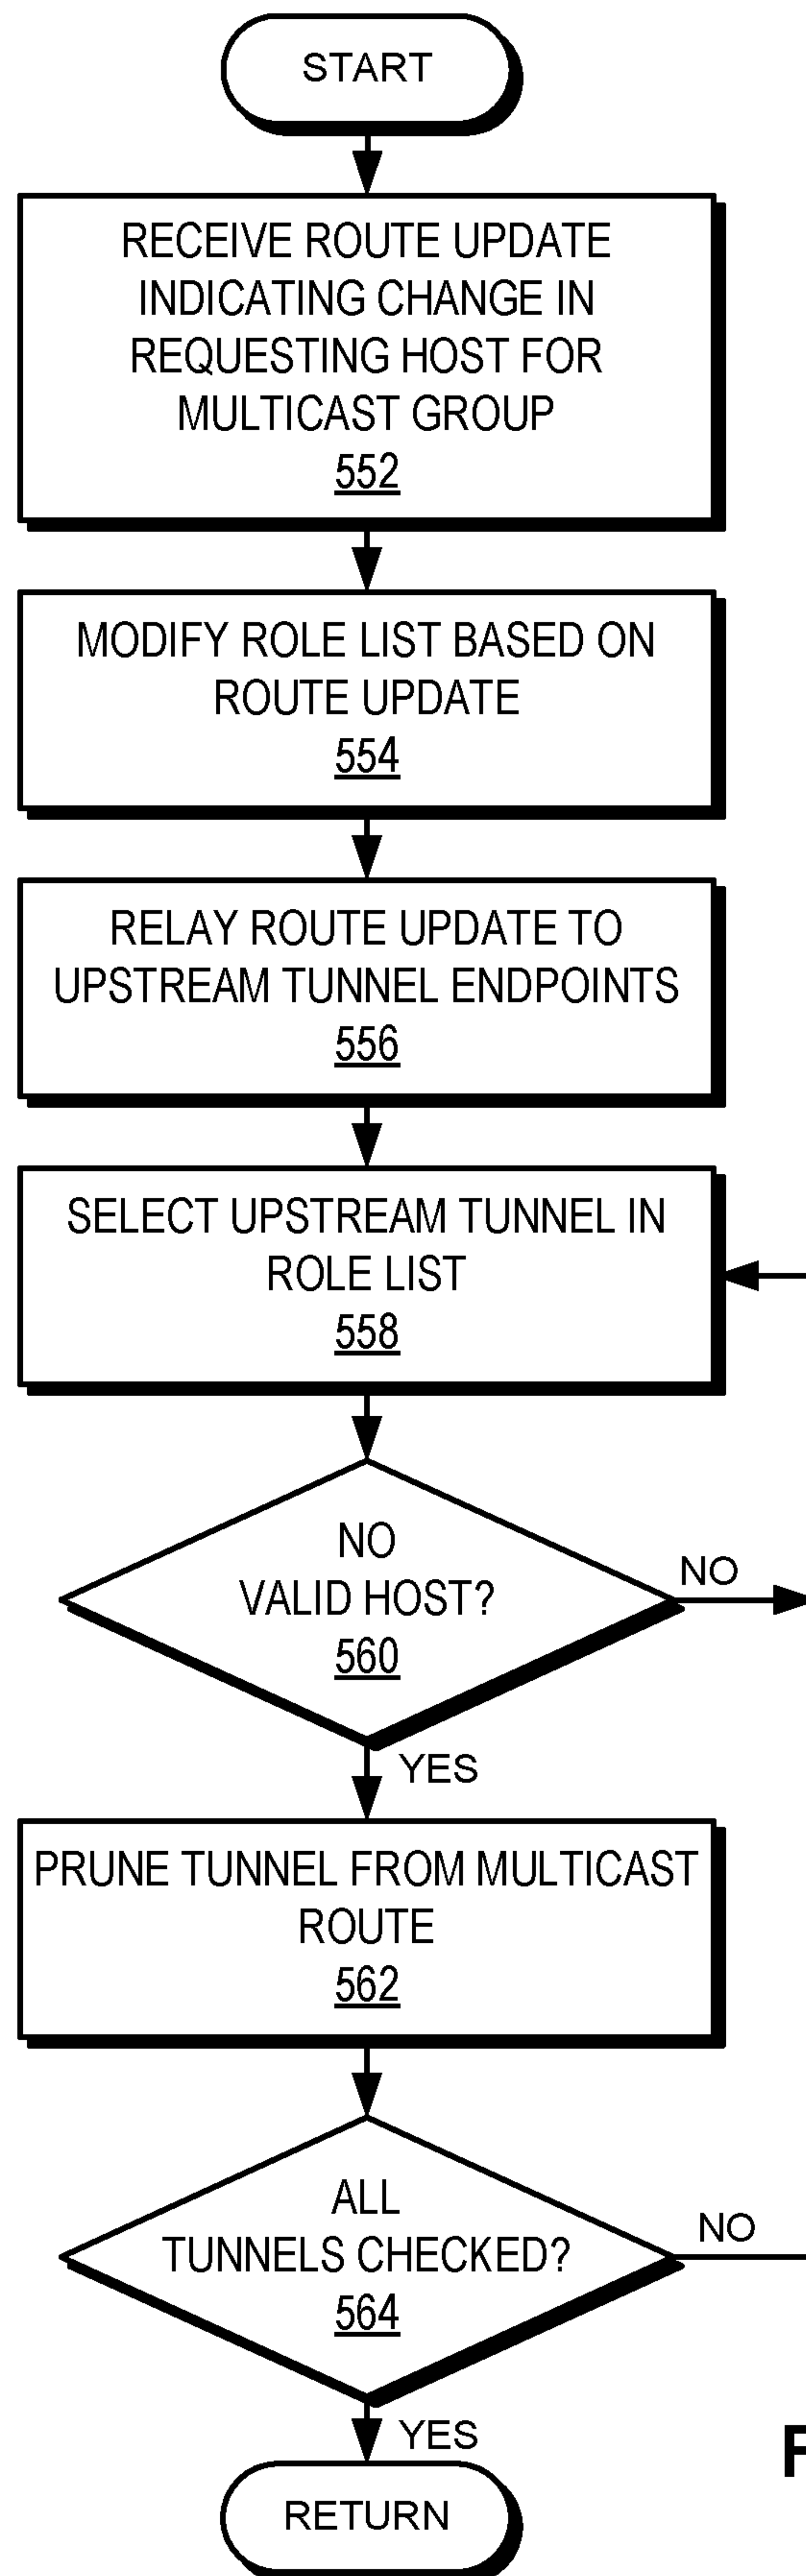 START
RECEIVE ROUTE UPDATE
INDICATING CHANGE IN
REQUESTING HOST FOR
MULTICAST GROUP
552
MODIFY ROLE LIST BASED ON
ROUTE UPDATE
554
RELAY ROUTE UPDATE TO
UPSTREAM TUNNEL ENDPOINTS
556
SELECT UPSTREAM TUNNEL IN
ROLE LIST
558
NO
VALID HOST?
560
NO
YES
PRUNE TUNNEL FROM MULTICAST
ROUTE
562
ALL
TUNNELS CHECKED?
564
NO
YES
RETURN